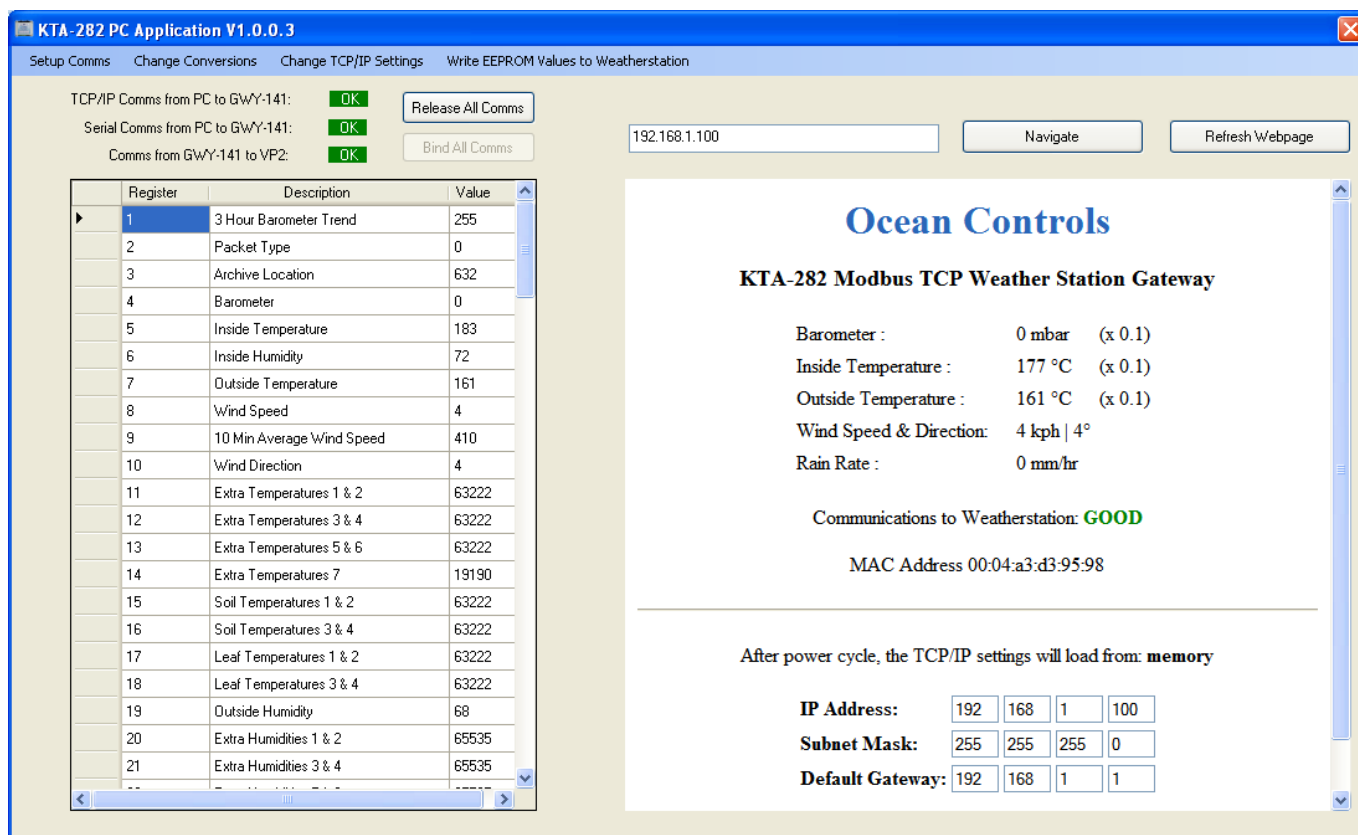 KTA-282 PC Application V1.0.0.3
Setup Comms Change Conversions Change TCP/IP Settings Write EEPROM Values to Weatherstation
TCP/IP Comms from PC to GWY-141: OK
Serial Comms from PC to GWY-141: OK
Comms from GWY-141 to VP2: OK
Release All Comms
Bind All Comms
Register Description Value
1 3 Hour Barometer Trend 255
2 Packet Type 0
3 Archive Location 632
4 Barometer 0
5 Inside Temperature 183
6 Inside Humidity 72
7 Outside Temperature 161
8 Wind Speed 4
9 10 Min Average Wind Speed 410
10 Wind Direction 4
11 Extra Temperatures 1 & 2 63222
12 Extra Temperatures 3 & 4 63222
13 Extra Temperatures 5 & 6 63222
14 Extra Temperatures 7 19190
15 Soil Temperatures 1 & 2 63222
16 Soil Temperatures 3 & 4 63222
17 Leaf Temperatures 1 & 2 63222
18 Leaf Temperatures 3 & 4 63222
19 Outside Humidity 68
20 Extra Humidities 1 & 2 65535
21 Extra Humidities 3 & 4 65535
192.168.1.100 Navigate Refresh Webpage
Ocean Controls
KTA-282 Modbus TCP Weather Station Gateway
Barometer : 0 mbar (x 0.1)
Inside Temperature : 177 °C (x 0.1)
Outside Temperature : 161 °C (x 0.1)
Wind Speed & Direction: 4 kph | 4°
Rain Rate : 0 mm/hr
Communications to Weatherstation: GOOD
MAC Address 00:04:a3:d3:95:98
After power cycle, the TCP/IP settings will load from: memory
IP Address: 192 168 1 100
Subnet Mask: 255 255 255 0
Default Gateway: 192 168 1 1